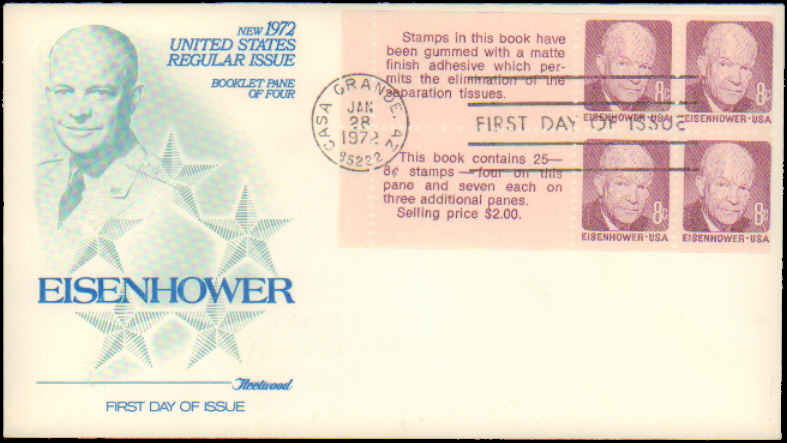 NEW 1972
UNITED STATES
REGULAR ISSUE
BOOKLET PANE
OF FOUR
EISENHOWER
Fleetwood
FIRST DAY OF ISSUE
Stamps in this book have
been gummed with a matte
finish adhesive which per-
mits the elimination of the
separation tissues.
This book contains 25—
8¢ stamps—four on this
pane and seven each on
three additional panes.
Selling price $2.00.
CASA GRANDE, AZ
JAN
28
1972
85222
FIRST DAY OF ISSUE
8¢
EISENHOWER·USA
8¢
EISENHOWER·USA
8¢
EISENHOWER·USA
8¢
EISENHOWER·USA